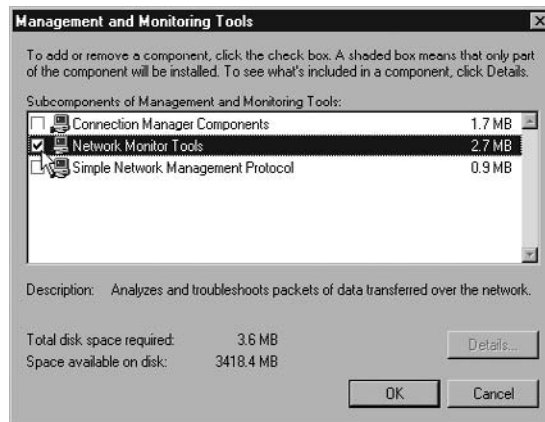 Management and Monitoring Tools
To add or remove a component, click the check box. A shaded box means that only part
of the component will be installed. To see what's included in a component, click Details.
Subcomponents of Management and Monitoring Tools:
Connection Manager Components 1.7 MB
Network Monitor Tools 2.7 MB
Simple Network Management Protocol 0.9 MB
Description: Analyzes and troubleshoots packets of data transferred over the network.
Total disk space required: 3.6 MB
Space available on disk: 3418.4 MB
Details...
OK Cancel